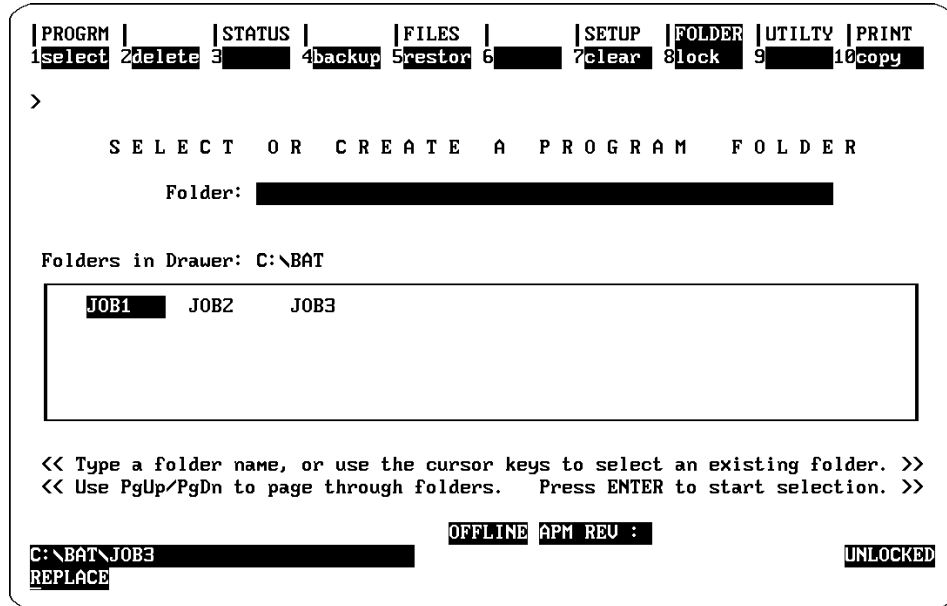 |PROGRM | |STATUS | |FILES | |SETUP |FOLDER |UTILTY |PRINT
1select 2delete 3 4backup 5restor 6 7clear 8lock 9 10copy
>
S E L E C T O R C R E A T E A P R O G R A M F O L D E R
Folder:
Folders in Drawer: C:\BAT
JOB1 JOB2 JOB3
<< Type a folder name, or use the cursor keys to select an existing folder. >>
<< Use PgUp/PgDn to page through folders. Press ENTER to start selection. >>
OFFLINE APM REV :
C:\BAT\JOB3 UNLOCKED
REPLACE